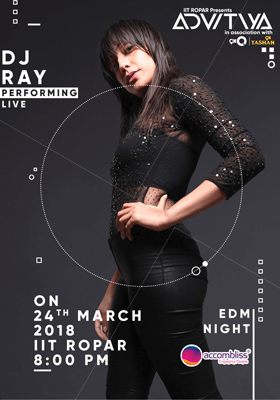 IIT ROPAR Presents
ADVITIYA
in association with
TASHAN
DJ
RAY
PERFORMING
LIVE
ON
24TH MARCH
2018
IIT ROPAR
8:00 PM
EDM
NIGHT
accombliss